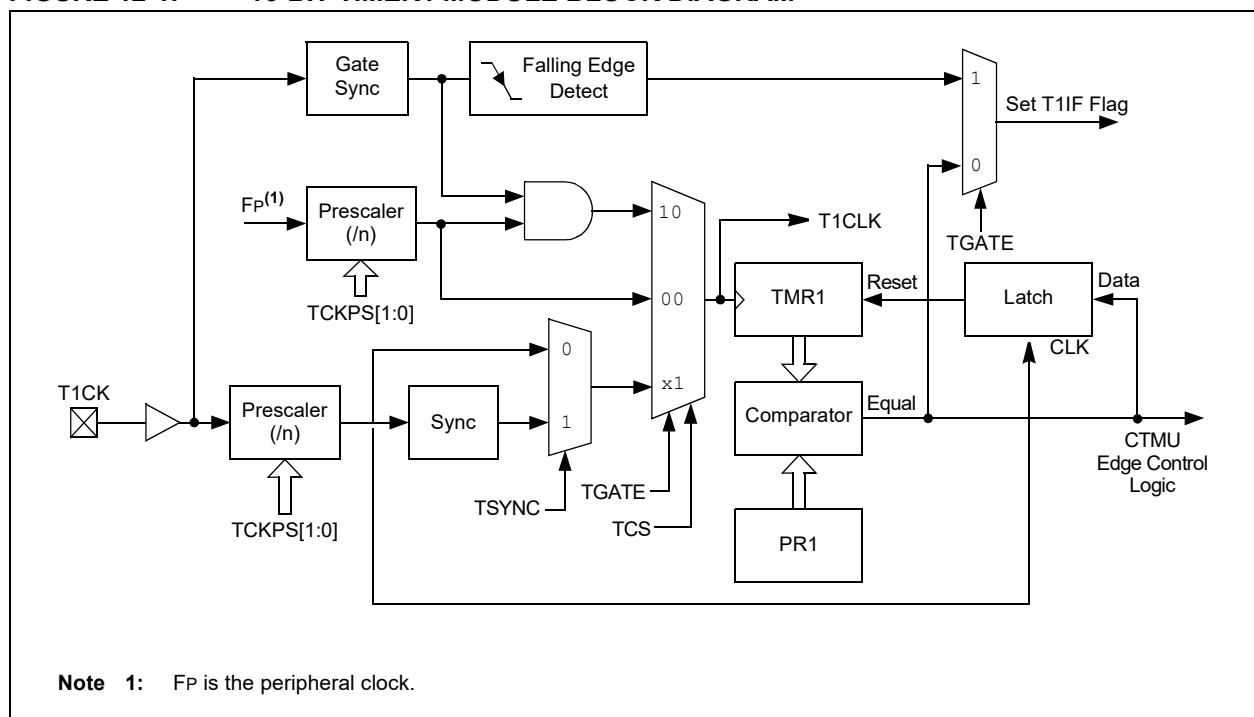 Gate
Sync
Falling Edge
Detect
1
Set T1IF Flag
0
FP(1)
Prescaler
(/n)
10
T1CLK
TGATE
TCKPS[1:0]
00
TMR1
Reset
Latch
Data
CLK
0
T1CK
Prescaler
(/n)
Sync
1
x1
Comparator
Equal
CTMU
Edge Control
Logic
TSYNC
TGATE
TCS
TCKPS[1:0]
PR1
Note 1: FP is the peripheral clock.